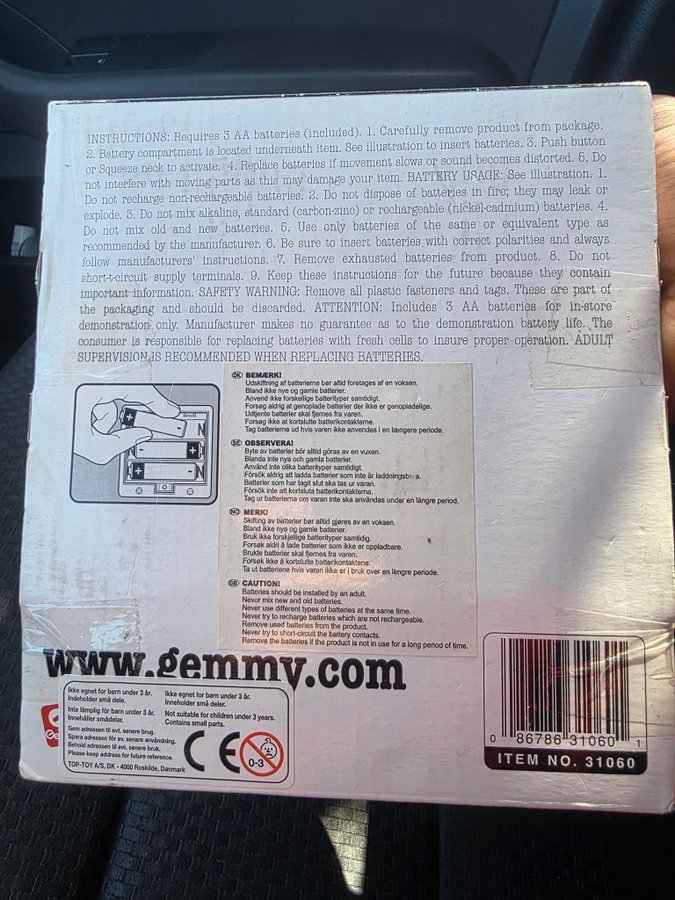 INSTRUCTIONS: Requires 3 AA batteries (included). 1. Carefully remove product from package.
2. Battery compartment is located underneath item. See illustration to insert batteries. 3. Push button
or Squeeze neck to activate. 4. Replace batteries if movement slows or sound becomes distorted. 5. Do
not interfere with moving parts as this may damage your item. BATTERY USAGE: See illustration. 1.
Do not recharge non-rechargeable batteries. 2. Do not dispose of batteries in fire; they may leak or
explode. 3. Do not mix alkaline, standard (carbon-zinc) or rechargeable (nickel-cadmium) batteries. 4.
Do not mix old and new batteries. 5. Use only batteries of the same or equivalent type as
recommended by the manufacturer. 6. Be sure to insert batteries with correct polarities and always
follow manufacturers' instructions. 7. Remove exhausted batteries from product. 8. Do not
short-t-circuit supply terminals. 9. Keep these instructions for the future because they contain
important information. SAFETY WARNING: Remove all plastic fasteners and tags. These are part of
the packaging and should be discarded. ATTENTION: Includes 3 AA batteries for in-store
demonstration only. Manufacturer makes no guarantee as to the demonstration battery life. The
consumer is responsible for replacing batteries with fresh cells to insure proper operation. ADULT
SUPERVISION IS RECOMMENDED WHEN REPLACING BATTERIES.
DK BEMÆRK!
Udskiftning af batterierne bør altid foretages af en voksen.
Bland ikke nye og gamle batterier.
Anvend ikke forskellige batterityper samtidigt.
Forsøg aldrig at genoplade batterier der ikke er genopladelige.
Udtjente batterier skal fjernes fra varen.
Forsøg ikke at kortslutte batterikontakterne.
Tag batterierne ud hvis varen ikke anvendes i en længere periode.
SE OBSERVERA!
Byte av batterier bör alltid göras av en vuxen.
Blanda inte nya och gamla batterier.
Använd inte olika batterityper samtidigt.
Försök aldrig att ladda batterier som inte är laddningsbara.
Batterier som har tagit slut ska tas ur varan.
Försök inte att kortsluta batterikontakterna.
Tag ur batterierna om varan inte ska användas under en längre period.
NO MERK!
Skifting av batterier bør alltid gjøres av en voksen.
Bland ikke nye og gamle batterier.
Bruk ikke forskjellige batterityper samtidig.
Forsøk aldri å lade batterier som ikke er oppladbare.
Brukte batterier skal fjernes fra varen.
Forsøk ikke å kortslutte batterikontaktene.
Ta ut batteriene hvis varen ikke er i bruk over en lengre periode.
GB CAUTION!
Batteries should be installed by an adult.
Never mix new and old batteries.
Never use different types of batteries at the same time.
Never try to recharge batteries which are not rechargeable.
Remove used batteries from the product.
Never try to short-circuit the battery contacts.
Remove the batteries if the product is not in use for a long period of time.
www.gemmy.com
Ikke egnet for børn under 3 år.
Indeholder små dele.
Inte lämplig för barn under 3 år.
Innehåller smådelar.
Ikke egnet for barn under 3 år.
Inneholder små deler.
Not suitable for children under 3 years.
Contains small parts.
Gem adressen til evt. senere brug.
Spara adressen för ev. senare användning.
Behold adressen til ev. senere bruk.
Please keep address for future reference.
TOP-TOY A/S, DK - 4000 Roskilde, Danmark
CE
0-3
0 86786 31060 1
ITEM NO. 31060